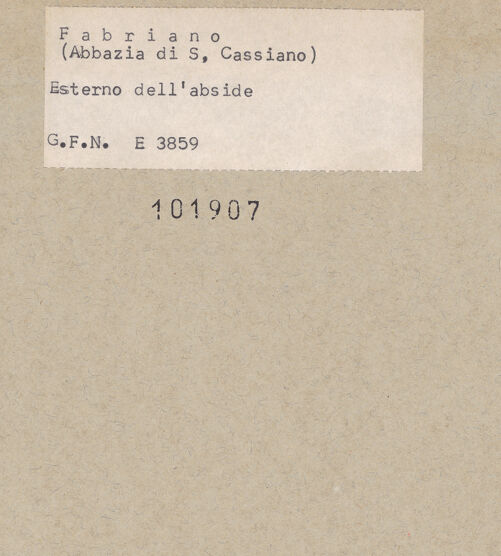 F a b r i a n o
(Abbazia di S, Cassiano)
Esterno dell'abside
G.F.N. E 3859
101907